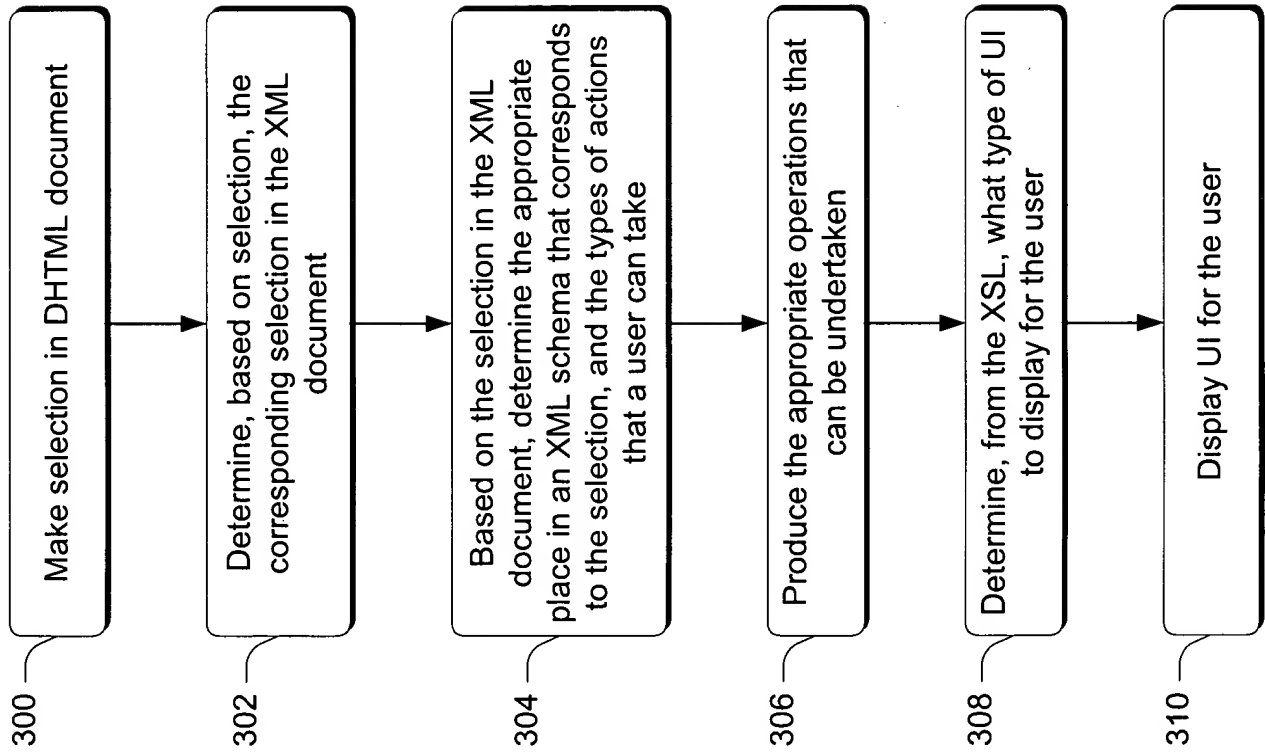 300
Make selection in DHTML document
302
Determine, based on selection, the
corresponding selection in the XML
document
304
Based on the selection in the XML
document, determine the appropriate
place in an XML schema that corresponds
to the selection, and the types of actions
that a user can take
306
Produce the appropriate operations that
can be undertaken
308
Determine, from the XSL, what type of UI
to display for the user
310
Display UI for the user